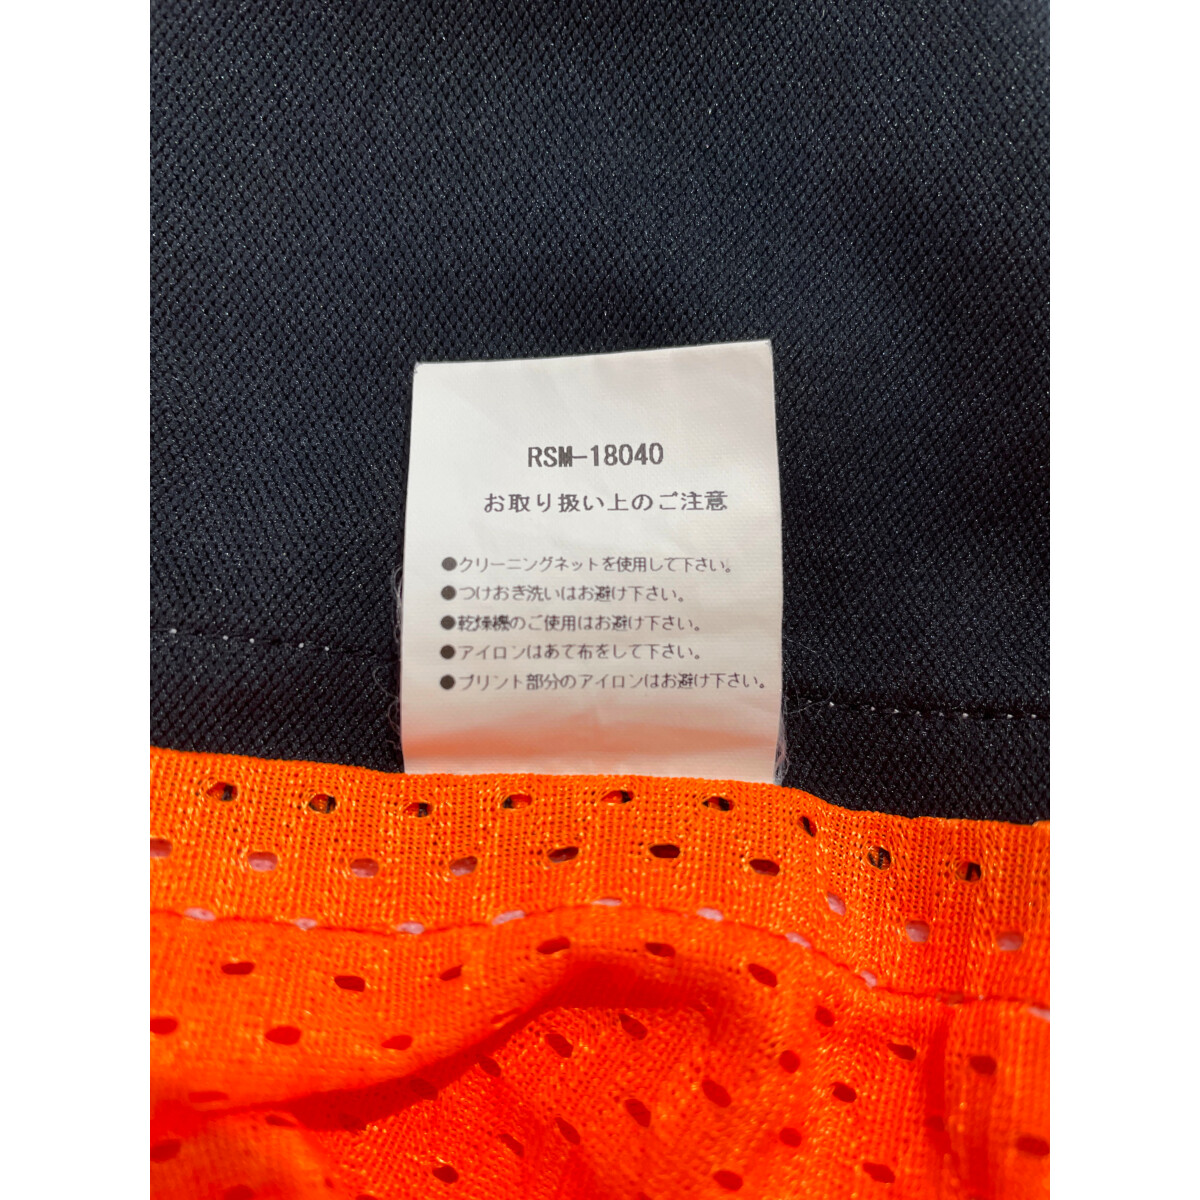 RSM-18040
お取り扱い上のご注意
●クリーニングネットを使用して下さい。
●つけおき洗いはお避け下さい。
●乾燥機のご使用はお避け下さい。
●アイロンはあて布をして下さい。
●プリント部分のアイロンはお避け下さい。